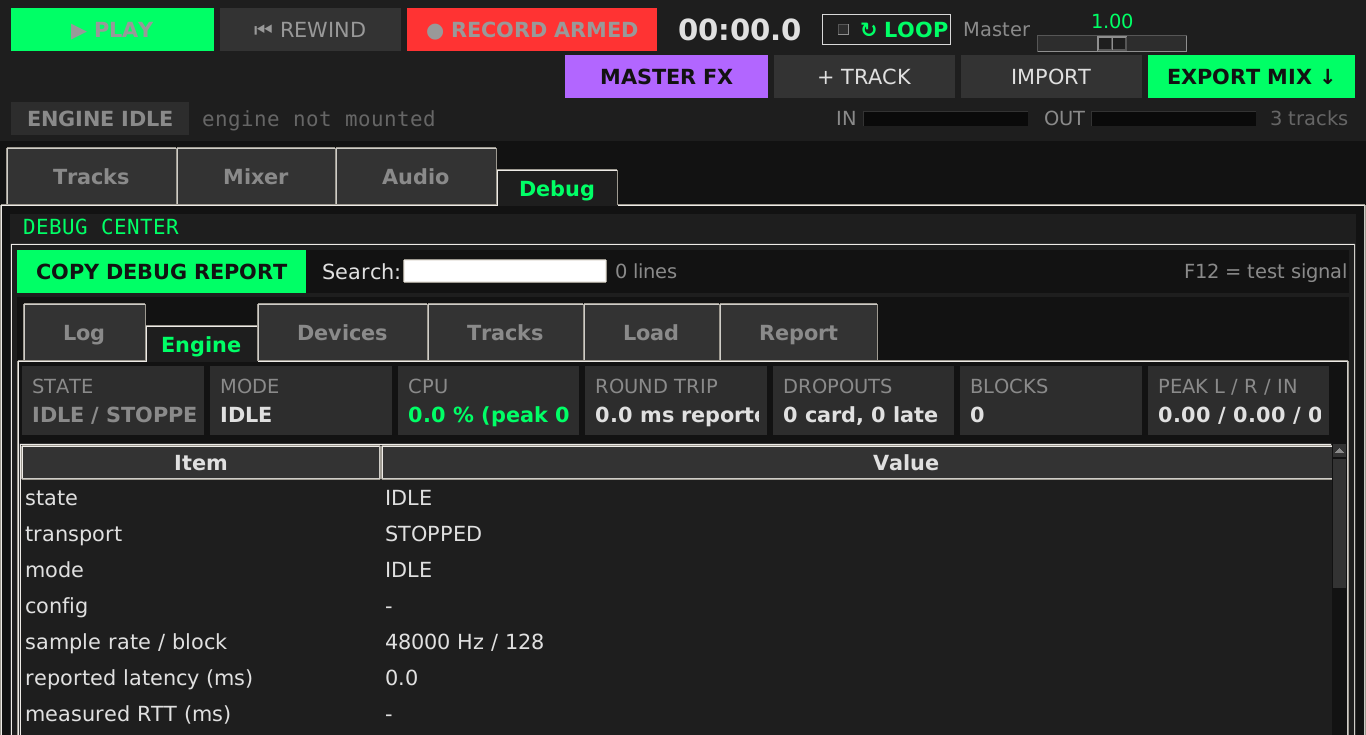 ▶ PLAY ⏮ REWIND ● RECORD ARMED 00:00.0 ↻ LOOP Master 1.00
MASTER FX + TRACK IMPORT EXPORT MIX ↓
ENGINE IDLE engine not mounted IN OUT 3 tracks
Tracks Mixer Audio Debug
DEBUG CENTER
COPY DEBUG REPORT Search: 0 lines F12 = test signal
Log Engine Devices Tracks Load Report
STATE MODE CPU ROUND TRIP DROPOUTS BLOCKS PEAK L / R / IN
IDLE / STOPPE IDLE 0.0 % (peak 0 0.0 ms reporte 0 card, 0 late 0 0.00 / 0.00 / 0
Item Value
state IDLE
transport STOPPED
mode IDLE
config -
sample rate / block 48000 Hz / 128
reported latency (ms) 0.0
measured RTT (ms) -